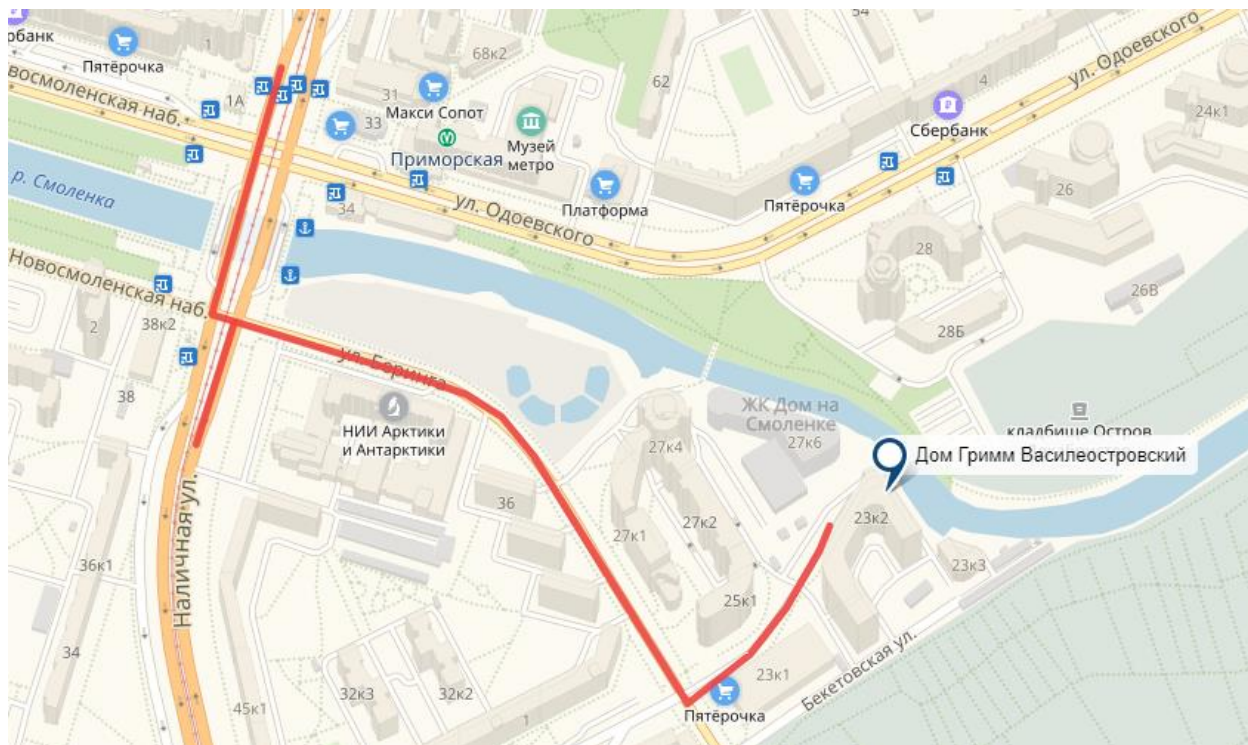 рбанк
Пятёрочка
1
1А
овосмоленская наб.
р. Смоленка
Новосмоленская наб.
2
38к2
38
36к1
34
Наличная ул.
45к1
31
33
68к2
Макси Сопот
Приморская
Музей
метро
62
54
4
ул. Одоевского
Сбербанк
24к1
Платформа
Пятёрочка
ул. Одоевского
34
26
28
26В
28Б
ул. Беринга
НИИ Арктики
и Антарктики
36
ЖК Дом на
Смоленке
27к4
27к6
кладбище Остров
Дом Гримм Василеостровский
27к2
27к1
23к2
23к3
25к1
23к1
Бекетовская ул.
Пятёрочка
32к3
32к2
1